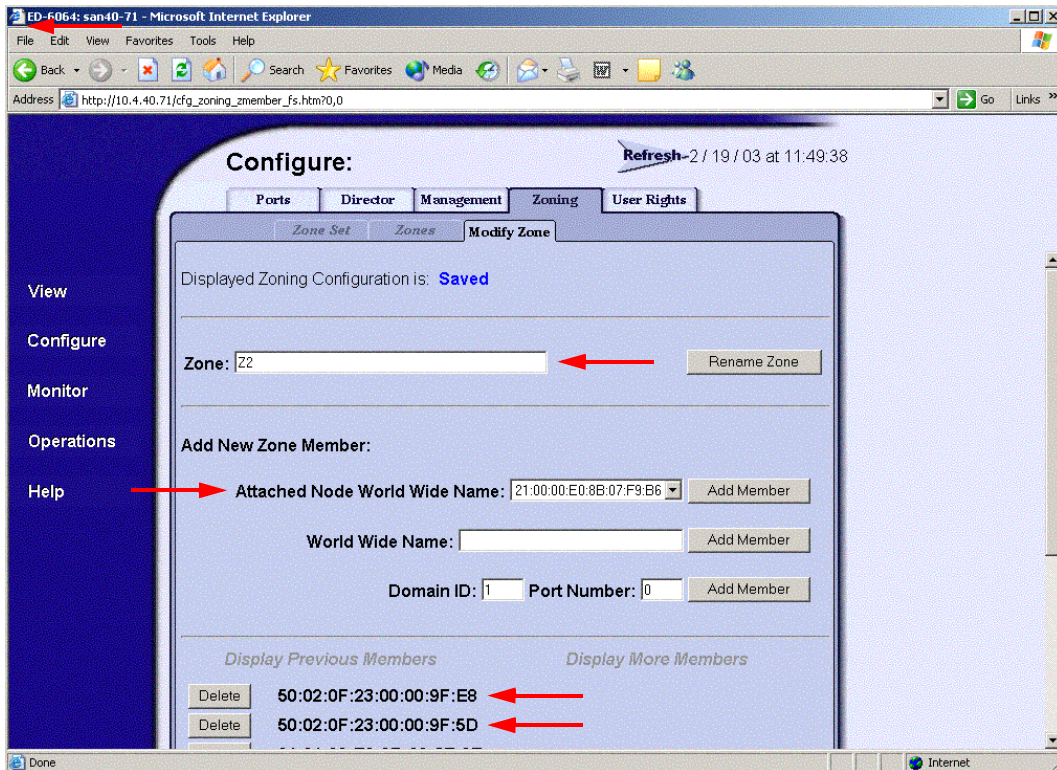 ED-6064: san40-71 - Microsoft Internet Explorer
File Edit View Favorites Tools Help
Back Search Favorites Media
Address http://10.4.40.71/cfg_zoning_zmember_fs.htm?0,0 Go Links »
Configure: Refresh-2 / 19 / 03 at 11:49:38
Ports Director Management Zoning User Rights
Zone Set Zones Modify Zone
Displayed Zoning Configuration is: Saved
View
Configure
Monitor
Operations
Help
Zone: Z2 Rename Zone
Add New Zone Member:
Attached Node World Wide Name: 21:00:00:E0:8B:07:F9:B6 Add Member
World Wide Name: Add Member
Domain ID: 1 Port Number: 0 Add Member
Display Previous Members Display More Members
Delete 50:02:0F:23:00:00:9F:E8
Delete 50:02:0F:23:00:00:9F:5D
Done Internet